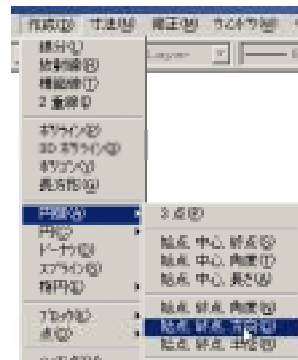 作成(D) 寸法(N) 修正(M)
線分(L)
放射線(R)
構築線(T)
2 重線
ポリライン(P)
3D ポリライン(3)
ポリゴン(Y)
長方形(G)
円弧(A)
円(C)
ドーナツ(D)
スプライン(S)
楕円(E)
ブロック(K)
点(O)
3 点(P)
始点, 中心, 終点(S)
始点, 中心, 角度(T)
始点, 中心, 長さ(A)
始点, 終点, 角度(N)
始点, 終点, 方向(D)
始点, 終点, 半径(R)